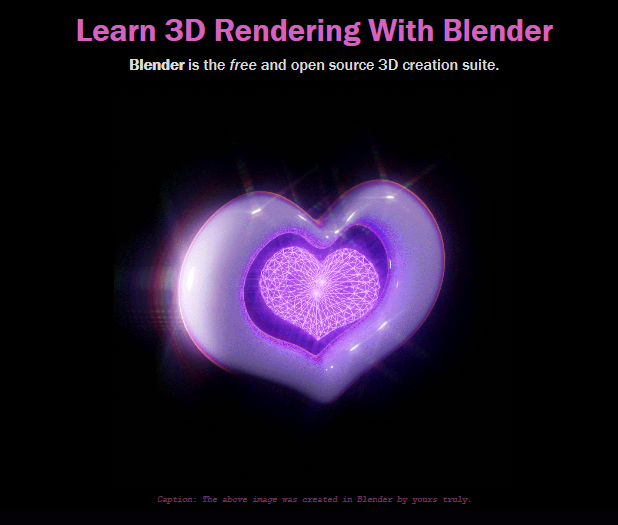 Learn 3D Rendering With Blender
Blender is the free and open source 3D creation suite.
Caption: The above image was created in Blender by yours truly.